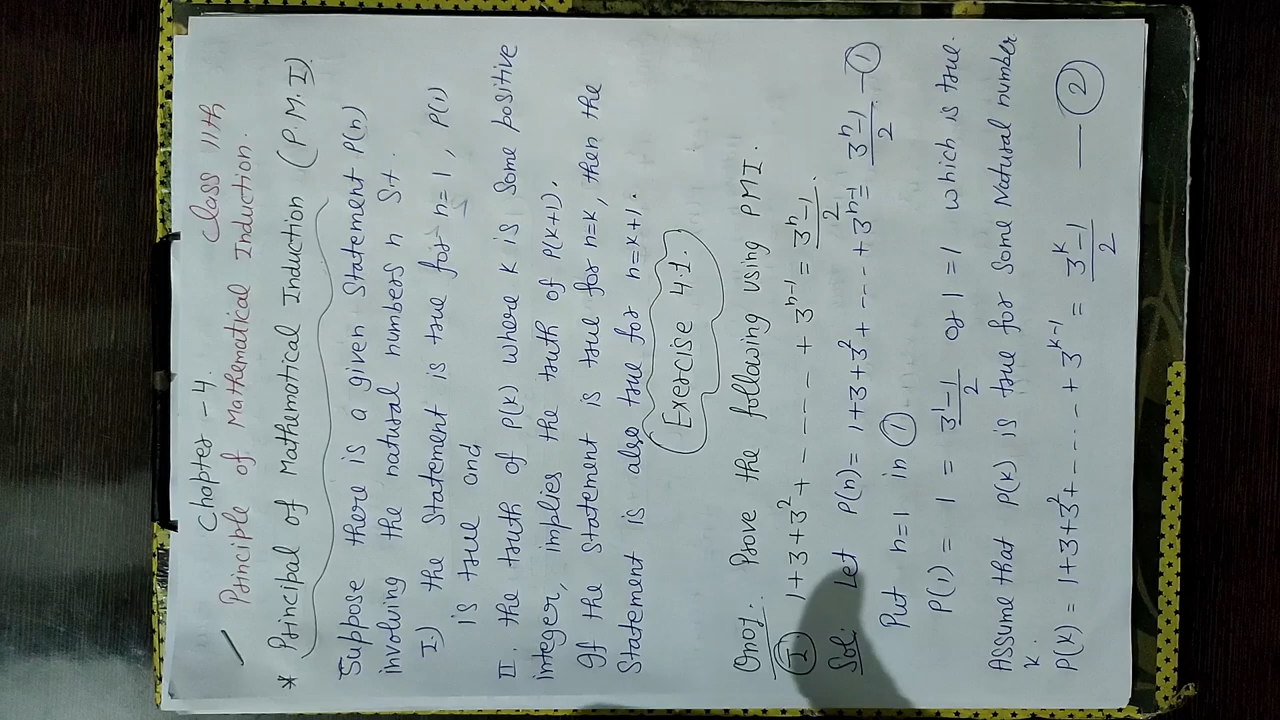 Chapter - 4. Class 11th
Principle of Mathematical Induction.
* Principal of Mathematical Induction (P.M.I)
Suppose there is a given Statement P(n)
involving the natural numbers n S.t.
I.) the Statement is true for n=1, P(1)
is true and
II. the truth of P(K) where K is Some positive
integer, implies the truth of P(K+1).
If the Statement is true for n=K, then the
Statement is also true for n=K+1.
(Exercise 4.1.)
Prove the following using PMI.
(I) 1+3+3²+ ---- + 3ⁿ⁻¹ = (3ⁿ-1)/2.
Sol. Let P(n) = 1+3+3²+ ---- +3ⁿ⁻¹ = (3ⁿ-1)/2. —①
Put n=1 in ①
P(1) = 1 = (3¹-1)/2 or 1=1 which is true.
Assume that P(K) is true for Some Natural number
K.
P(K) = 1+3+3²+ ---- +3ᴷ⁻¹ = (3ᴷ-1)/2 —②